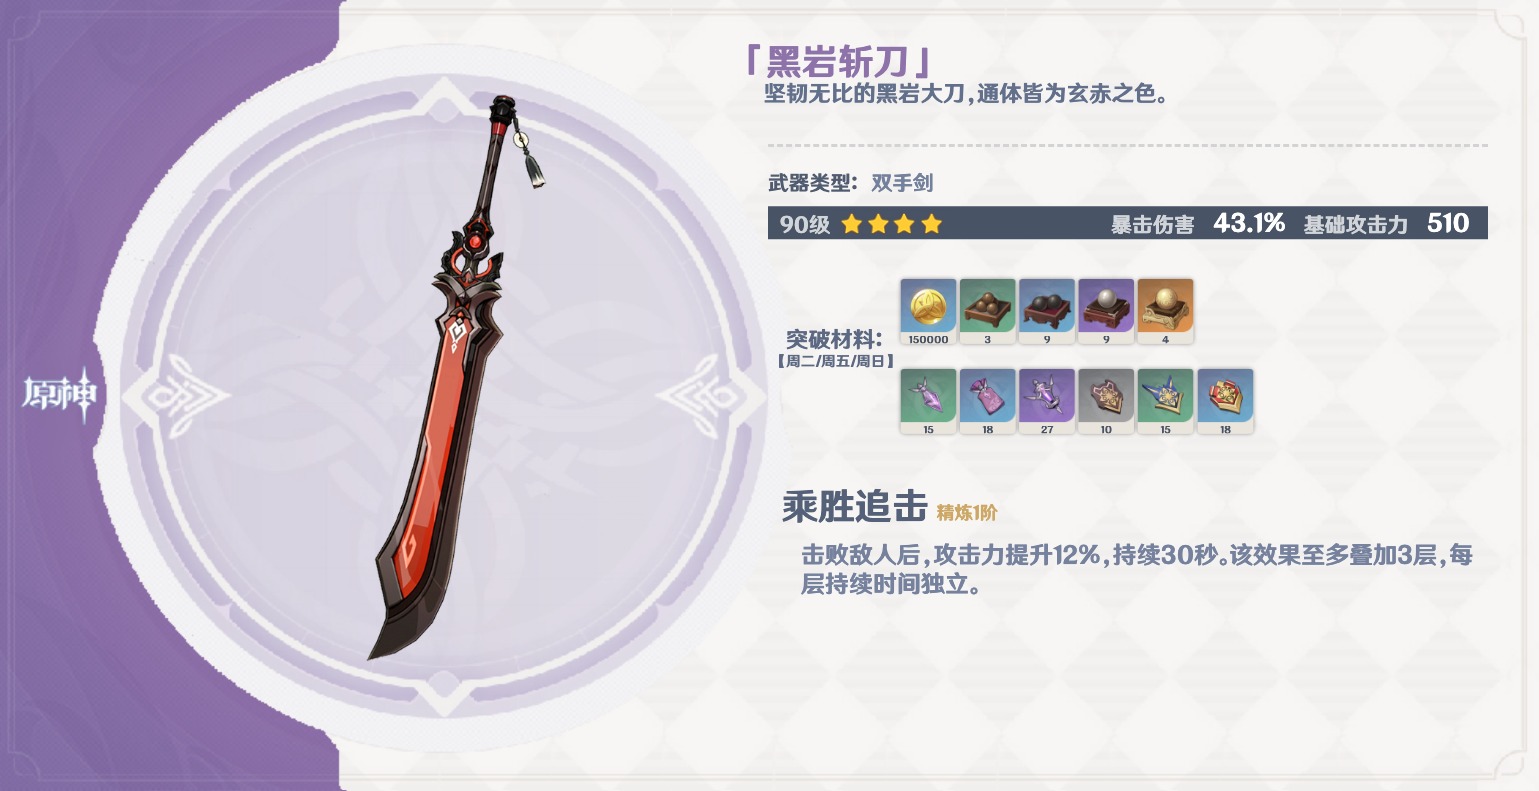 「黑岩斩刀」
坚韧无比的黑岩大刀,通体皆为玄赤之色。
武器类型: 双手剑
90级 暴击伤害 43.1% 基础攻击力 510
150000 3 9 9 4
突破材料:
【周二/周五/周日】
原神
15 18 27 10 15 18
乘胜追击 精炼1阶
击败敌人后,攻击力提升12%,持续30秒。该效果至多叠加3层,每
层持续时间独立。